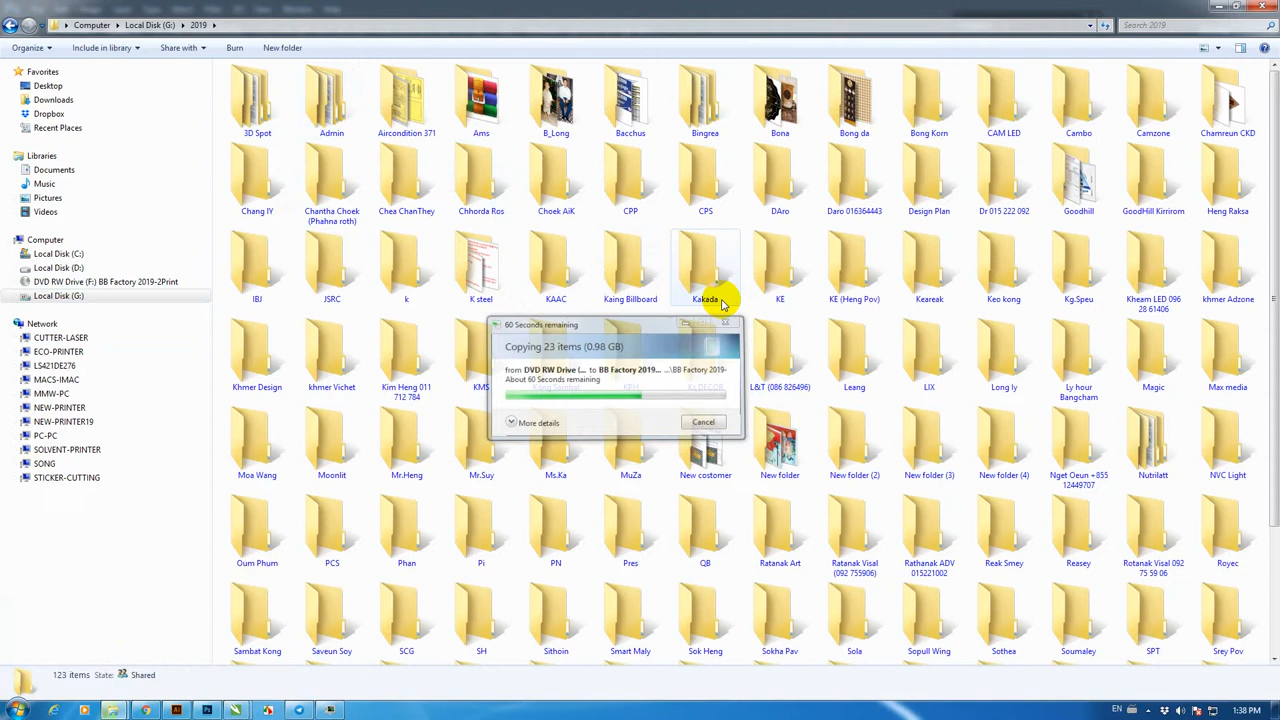 Computer ▸ Local Disk (G:) ▸ 2019 ▸
Search 2019
Organize
Include in library
Share with
Burn
New folder
Favorites
Desktop
Downloads
Dropbox
Recent Places
Libraries
Documents
Music
Pictures
Videos
Computer
Local Disk (C:)
Local Disk (D:)
DVD RW Drive (F:) BB Factory 2019-2Print
Local Disk (G:)
Network
CUTTER-LASER
ECO-PRINTER
LS421DE276
MACS-IMAC
MMW-PC
NEW-PRINTER
NEW-PRINTER19
PC-PC
SOLVENT-PRINTER
SONG
STICKER-CUTTING
3D Spot
Admin
Aircondition 371
Ams
B_Long
Bacchus
Bingrea
Bona
Bong da
Bong Korn
CAM LED
Cambo
Camzone
Chamreun CKD
Chang IY
Chantha Choek
(Phahna roth)
Chea ChanThey
Chhorda Ros
Choek AiK
CPP
CPS
DAro
Daro 016364443
Design Plan
Dr 015 222 092
Goodhill
GoodHill Kirrirom
Heng Raksa
IBJ
JSRC
k
K steel
KAAC
Kaing Billboard
Kakada
KE
KE (Heng Pov)
Keareak
Keo kong
Kg.Speu
Kheam LED 096
28 61406
khmer Adzone
60 Seconds remaining
Copying 23 items (0.98 GB)
from DVD RW Drive (... to BB Factory 2019... ...\BB Factory 2019-
About 60 Seconds remaining
More details
Cancel
Khmer Design
khmer Vichet
Kim Heng 011
712 784
KMS
L&T (086 826496)
Leang
LIX
Long ly
Ly hour
Bangcham
Magic
Max media
Moa Wang
Moonlit
Mr.Heng
Mr.Suy
Ms.Ka
MuZa
New costomer
New folder
New folder (2)
New folder (3)
New folder (4)
Nget Oeun +855
12449707
Nutrilatt
NVC Light
Oum Phum
PCS
Phan
Pi
PN
Pres
QB
Ratanak Art
Ratanak Visal
(092 755906)
Rathanak ADV
015221002
Reak Smey
Reasey
Rotanak Visal 092
75 59 06
Royec
Sambat Kong
Saveun Soy
SCG
SH
Sithoin
Smart Maly
Sok Heng
Sokha Pav
Sola
Sopull Wing
Sothea
Soumaley
SPT
Srey Pov
123 items State: Shared
EN
1:38 PM